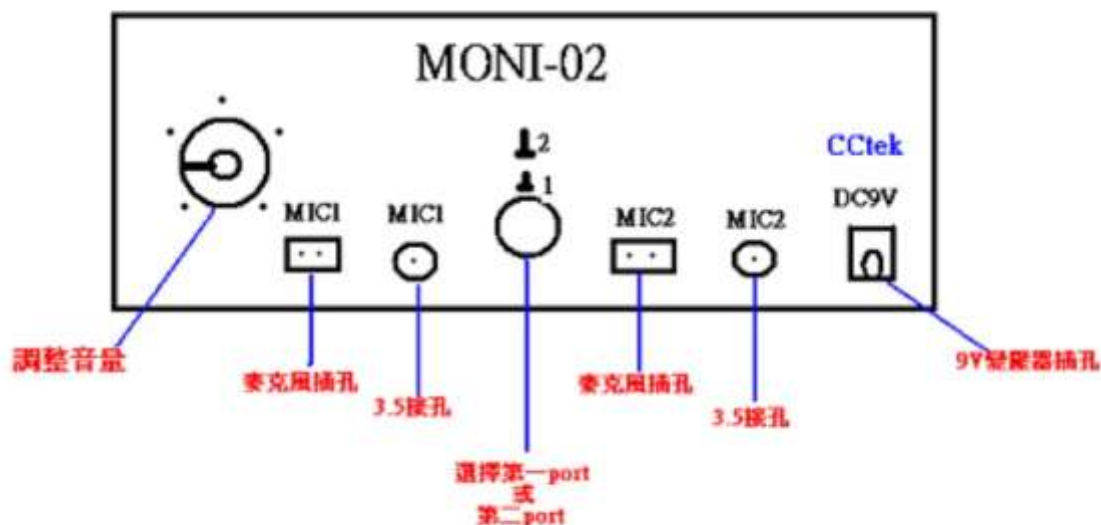 MONI-02
2
1
CCtek
DC9V
MIC1
MIC1
MIC2
MIC2
調整音量
麥克風插孔
3.5接孔
選擇第一port
或
第二port
麥克風插孔
3.5接孔
9V變壓器插孔